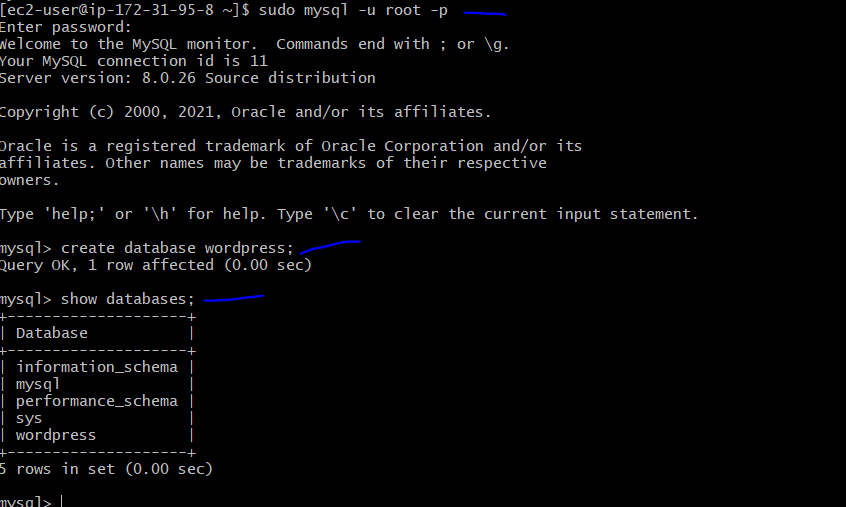 [ec2-user@ip-172-31-95-8 ~]$ sudo mysql -u root -p
Enter password:
Welcome to the MySQL monitor.  Commands end with ; or \g.
Your MySQL connection id is 11
Server version: 8.0.26 Source distribution
Copyright (c) 2000, 2021, Oracle and/or its affiliates.
Oracle is a registered trademark of Oracle Corporation and/or its
affiliates. Other names may be trademarks of their respective
owners.
Type 'help;' or '\h' for help. Type '\c' to clear the current input statement.
mysql> create database wordpress;
Query OK, 1 row affected (0.00 sec)
mysql> show databases;
+--------------------+
| Database           |
+--------------------+
| information_schema |
| mysql              |
| performance_schema |
| sys                |
| wordpress          |
+--------------------+
5 rows in set (0.00 sec)
mysql>